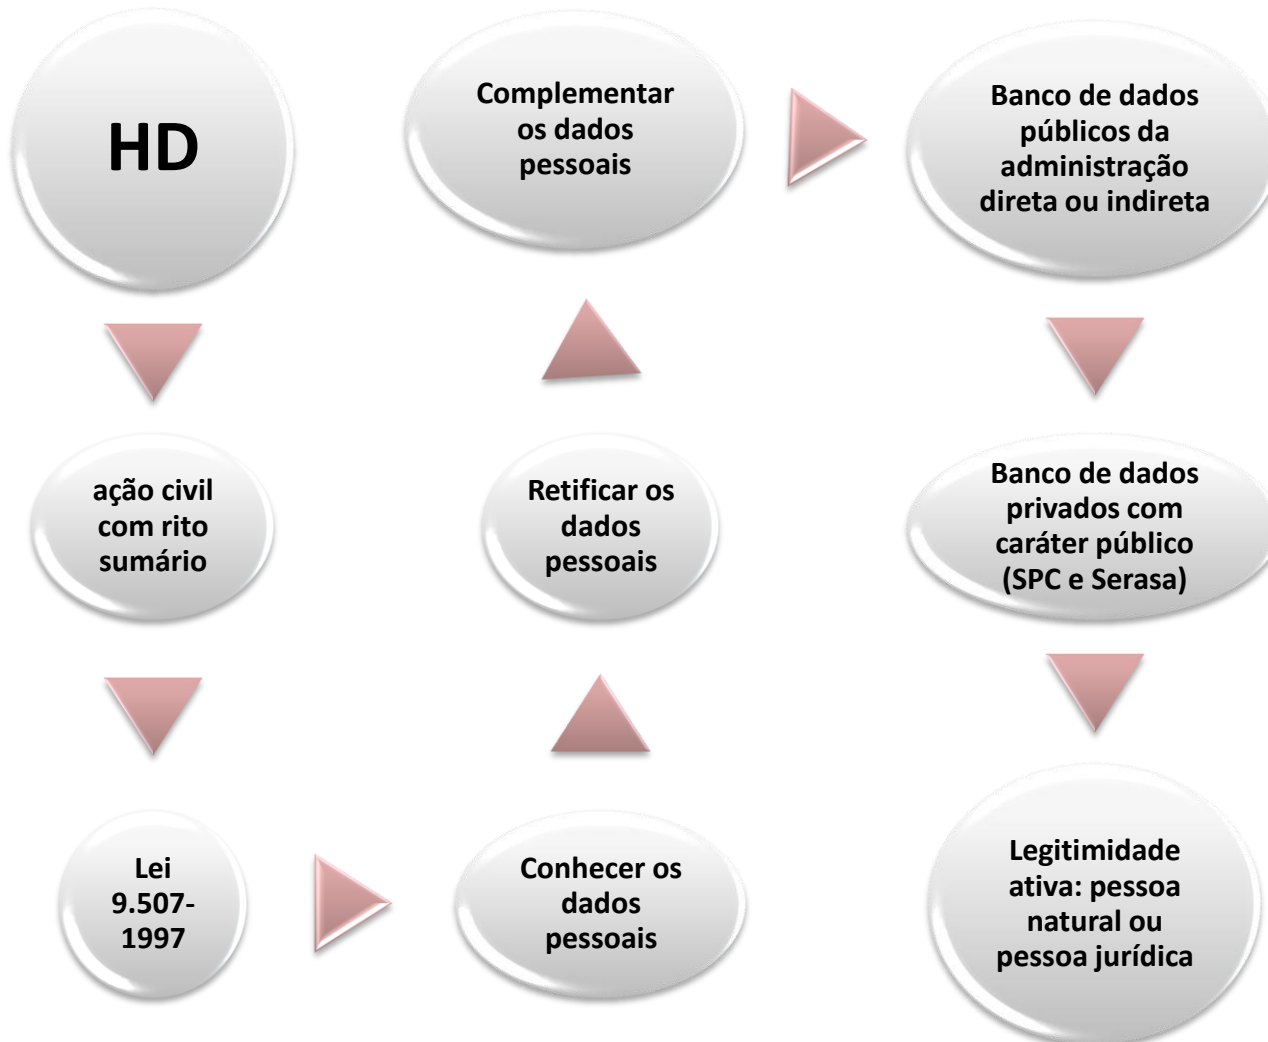 HD
ação civil
com rito
sumário
Lei
9.507-
1997
Conhecer os
dados
pessoais
Retificar os
dados
pessoais
Complementar
os dados
pessoais
Banco de dados
públicos da
administração
direta ou indireta
Banco de dados
privados com
caráter público
(SPC e Serasa)
Legitimidade
ativa: pessoa
natural ou
pessoa jurídica